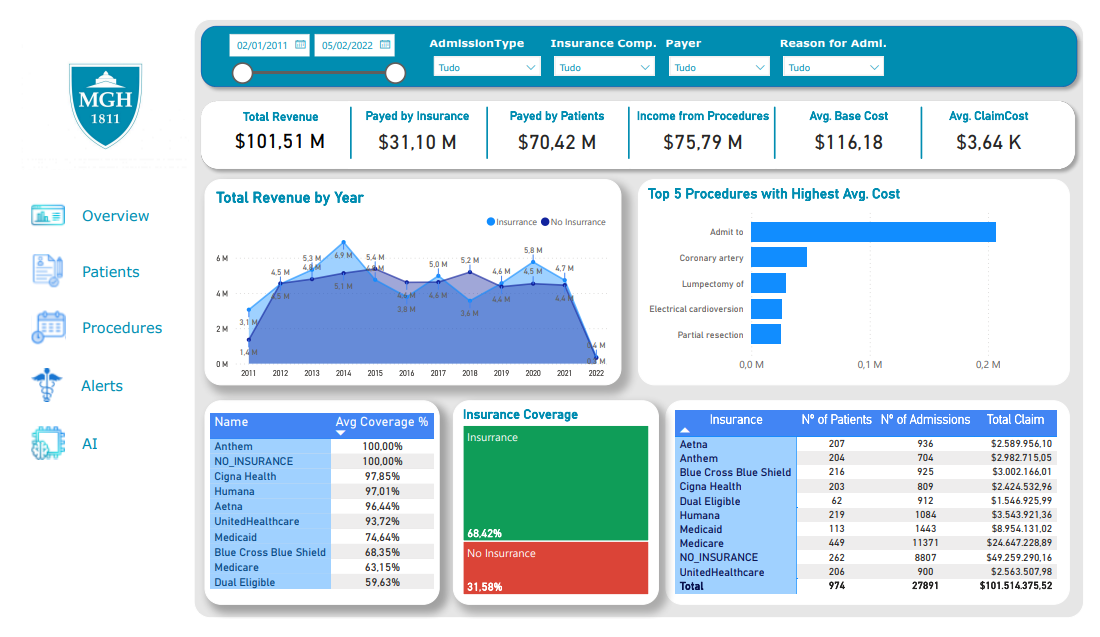 MGH
1811
Overview
Patients
Procedures
Alerts
AI
02/01/2011 05/02/2022
AdmissionType Insurance Comp. Payer Reason for Admi.
Tudo Tudo Tudo Tudo
Total Revenue Payed by Insurance Payed by Patients Income from Procedures Avg. Base Cost Avg. ClaimCost
$101,51 M $31,10 M $70,42 M $75,79 M $116,18 $3,64 K
Total Revenue by Year
Insurrance No Insurrance
6,9 M
5,8 M
5,3 M 5,4 M
5,0 M 5,2 M
4,5 M 4,6 M 4,5 M 4,7 M
5,1 M
4,6 M 4,4 M 4,4 M
3,8 M 3,6 M
3,1 M
1,4 M
6 M
4 M
2 M
0 M
2011 2012 2013 2014 2015 2016 2017 2018 2019 2020 2021 2022
Top 5 Procedures with Highest Avg. Cost
Admit to
Coronary artery
Lumpectomy of
Electrical cardioversion
Partial resection
0,0 M 0,1 M 0,2 M
Name Avg Coverage %
Anthem 100,00%
NO_INSURANCE 100,00%
Cigna Health 97,85%
Humana 97,01%
Aetna 96,44%
UnitedHealthcare 93,72%
Medicaid 74,64%
Blue Cross Blue Shield 68,35%
Medicare 63,15%
Dual Eligible 59,63%
Insurance Coverage
Insurrance
68,42%
No Insurrance
31,58%
Insurance Nº of Patients Nº of Admissions Total Claim
Aetna 207 936 $2.589.956,10
Anthem 204 704 $2.982.715,05
Blue Cross Blue Shield 216 925 $3.002.166,01
Cigna Health 203 809 $2.424.532,96
Dual Eligible 62 912 $1.546.925,99
Humana 219 1084 $3.543.921,36
Medicaid 113 1443 $8.954.131,02
Medicare 449 11371 $24.647.228,89
NO_INSURANCE 262 8807 $49.259.290,16
UnitedHealthcare 206 900 $2.563.507,98
Total 974 27891 $101.514.375,52